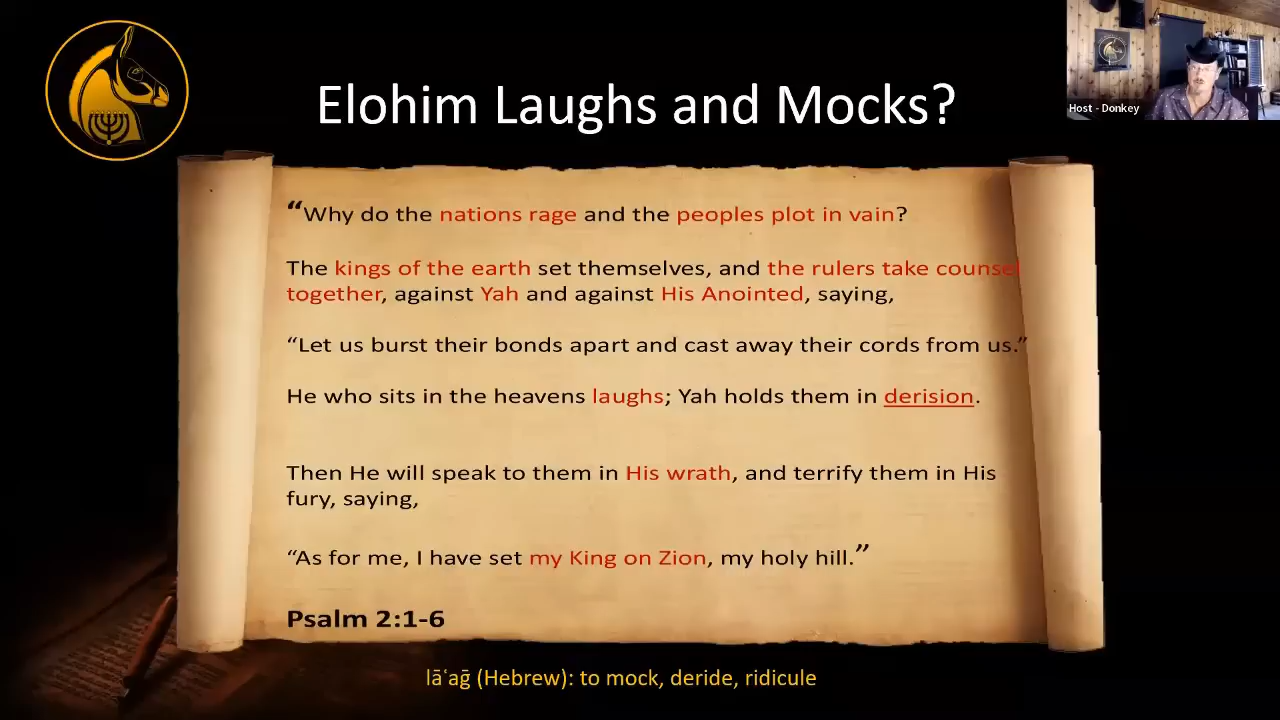 Elohim Laughs and Mocks?
Host - Donkey
“Why do the nations rage and the peoples plot in vain?
The kings of the earth set themselves, and the rulers take counsel
together, against Yah and against His Anointed, saying,
“Let us burst their bonds apart and cast away their cords from us.”
He who sits in the heavens laughs; Yah holds them in derision.
Then He will speak to them in His wrath, and terrify them in His
fury, saying,
“As for me, I have set my King on Zion, my holy hill.”
Psalm 2:1-6
lāʿaḡ (Hebrew): to mock, deride, ridicule